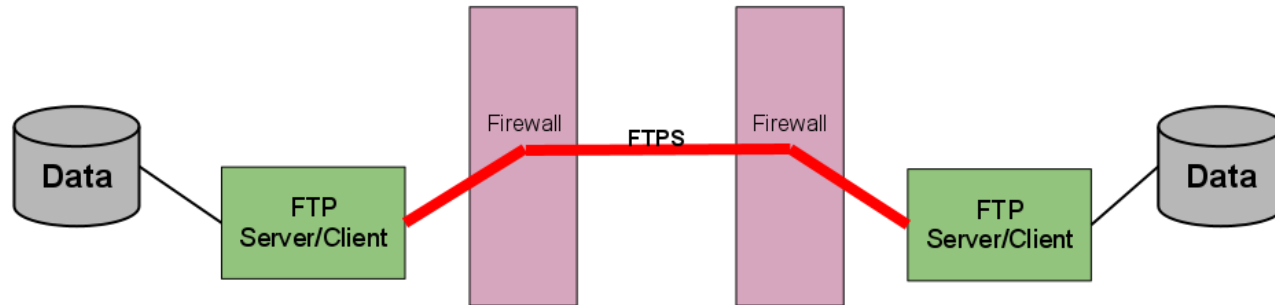 Firewall
Firewall
FTPS
Data
FTP
Server/Client
FTP
Server/Client
Data